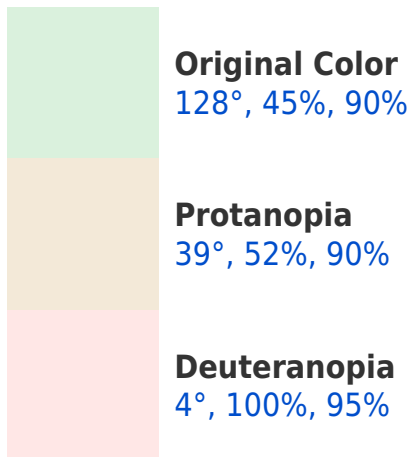 Original Color
128°, 45%, 90%
Protanopia
39°, 52%, 90%
Deuteranopia
4°, 100%, 95%